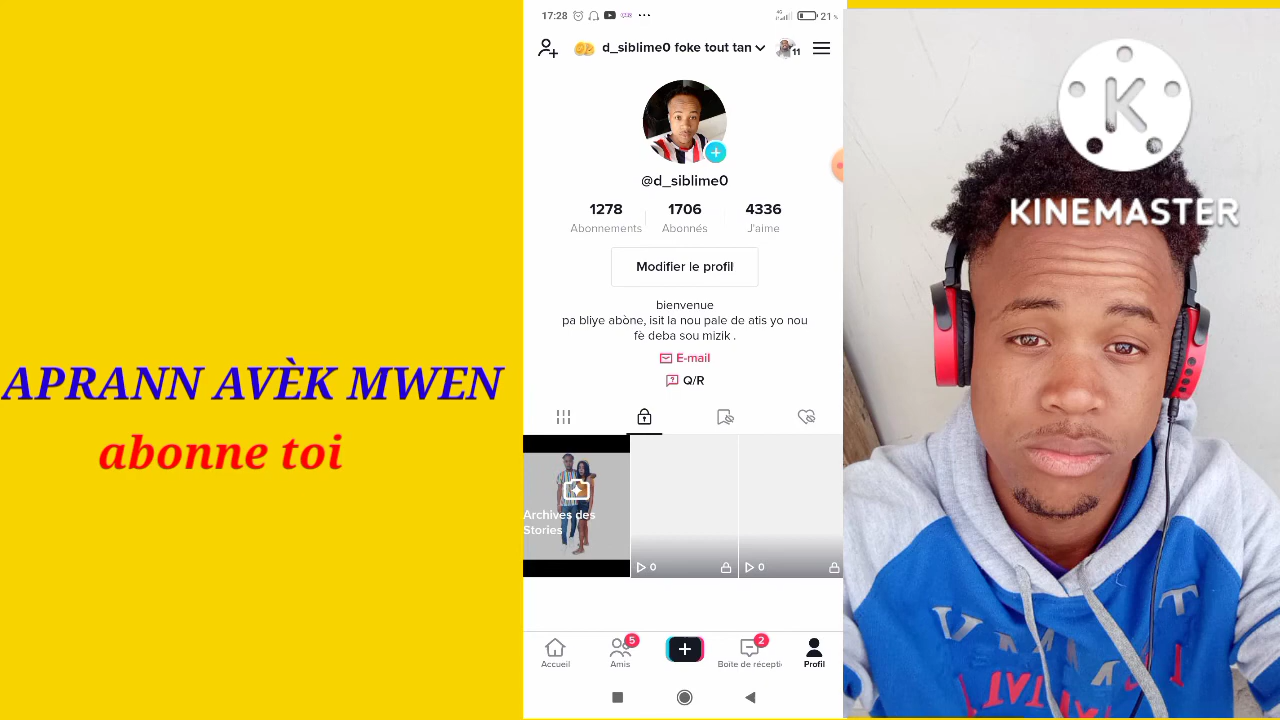 APRANN AVÈK MWEN
abonne toi
17:28
21%
d_siblime0 foke tout tan
11
@d_siblime0
1278 1706 4336
Abonnements Abonnés J'aime
Modifier le profil
bienvenue
pa bliye abòne, isit la nou pale de atis yo nou
fè deba sou mizik .
E-mail
Q/R
Archives des
Stories
0 0
5 2
Accueil Amis Boîte de récepti Profil
K
KINEMASTER